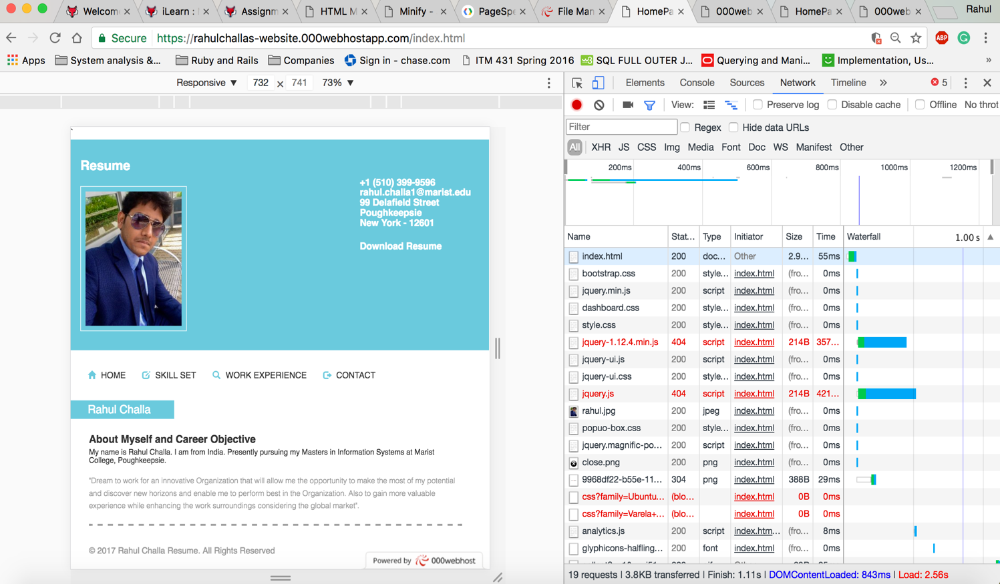 Welcom
iLearn :
Assignm
HTML M
Minify -
PageSpe
File Man
HomePa
000web
HomePa
000web
Rahul
Secure
https://rahulchallas-website.000webhostapp.com/index.html
Apps
System analysis &...
Ruby and Rails
Companies
Sign in - chase.com
ITM 431 Spring 2016
SQL FULL OUTER J...
Querying and Mani...
Implementation, Us...
»
Responsive ▼ 732 × 741 73% ▼
Elements Console Sources Network Timeline » 5
View: Preserve log Disable cache Offline No throt
Filter Regex Hide data URLs
All XHR JS CSS Img Media Font Doc WS Manifest Other
200ms 400ms 600ms 800ms 1000ms 1200ms
Name Stat... Type Initiator Size Time Waterfall 1.00 s ▲
index.html 200 doc... Other 2.9... 55ms
bootstrap.css 200 style... index.html (fro... 0ms
jquery.min.js 200 script index.html (fro... 0ms
dashboard.css 200 style... index.html (fro... 0ms
style.css 200 style... index.html (fro... 0ms
jquery-1.12.4.min.js 404 script index.html 214B 357...
jquery-ui.js 200 script index.html (fro... 0ms
jquery-ui.css 200 style... index.html (fro... 0ms
jquery.js 404 script index.html 214B 421...
rahul.jpg 200 jpeg index.html (fro... 0ms
popuo-box.css 200 style... index.html (fro... 0ms
jquery.magnific-po... 200 script index.html (fro... 0ms
close.png 200 png index.html (fro... 0ms
9968df22-b55e-11... 304 png index.html 388B 29ms
css?family=Ubuntu... (blo... index.html 0B 0ms
css?family=Varela+... (blo... index.html 0B 0ms
analytics.js 200 script index.htm... (fro... 8ms
glyphicons-halfling... 200 font index.html (fro... 0ms
19 requests | 3.8KB transferred | Finish: 1.11s | DOMContentLoaded: 843ms | Load: 2.56s
Resume
+1 (510) 399-9596
rahul.challa1@marist.edu
99 Delafield Street
Poughkeepsie
New York - 12601
Download Resume
HOME SKILL SET WORK EXPERIENCE CONTACT
Rahul Challa
About Myself and Career Objective
My name is Rahul Challa. I am from India. Presently pursuing my Masters in Information Systems at Marist
College, Poughkeepsie.
"Dream to work for an innovative Organization that will allow me the opportunity to make the most of my potential
and discover new horizons and enable me to perform best in the Organization. Also to gain more valuable
experience while enhancing the work surroundings considering the global market".
© 2017 Rahul Challa Resume. All Rights Reserved
Powered by 000webhost